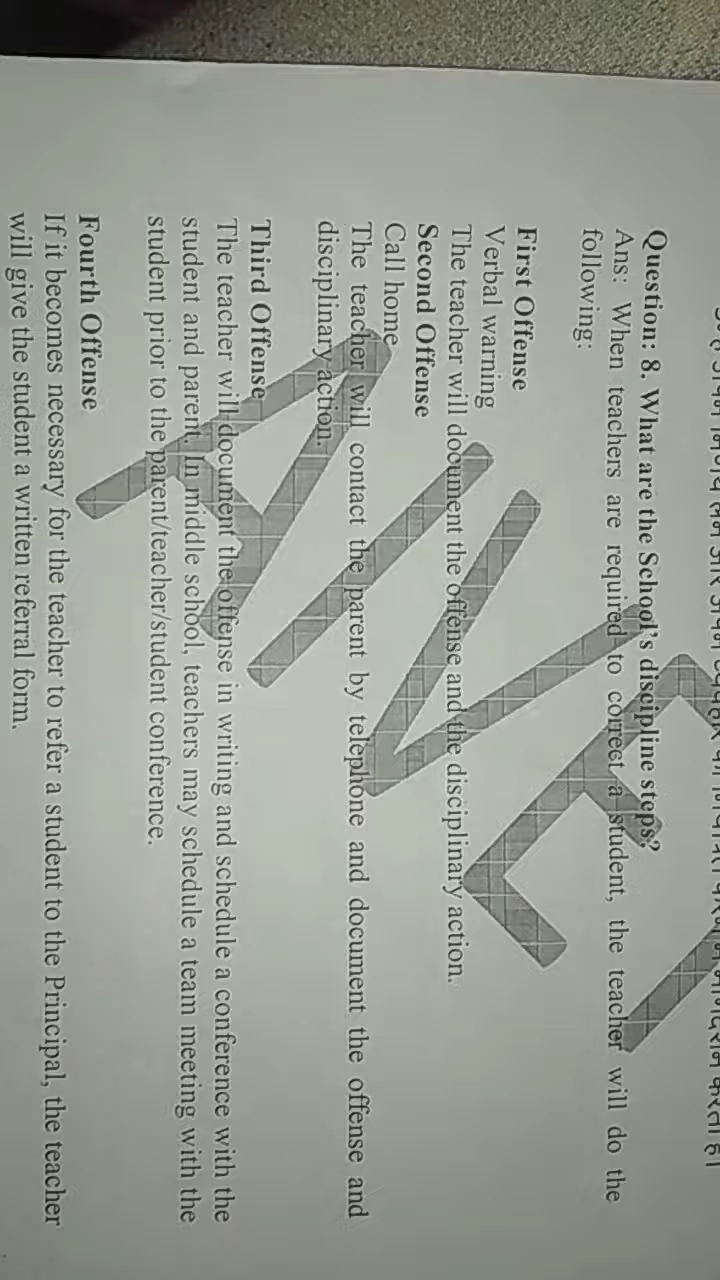 Question: 8. What are the School's discipline steps?
Ans: When teachers are required to correct a student, the teacher will do the
following:
First Offense
Verbal warning
The teacher will document the offense and the disciplinary action.
Second Offense
Call home
The teacher will contact the parent by telephone and document the offense and
disciplinary action.
Third Offense
The teacher will document the offense in writing and schedule a conference with the
student and parent. In middle school, teachers may schedule a team meeting with the
student prior to the parent/teacher/student conference.
Fourth Offense
If it becomes necessary for the teacher to refer a student to the Principal, the teacher
will give the student a written referral form.